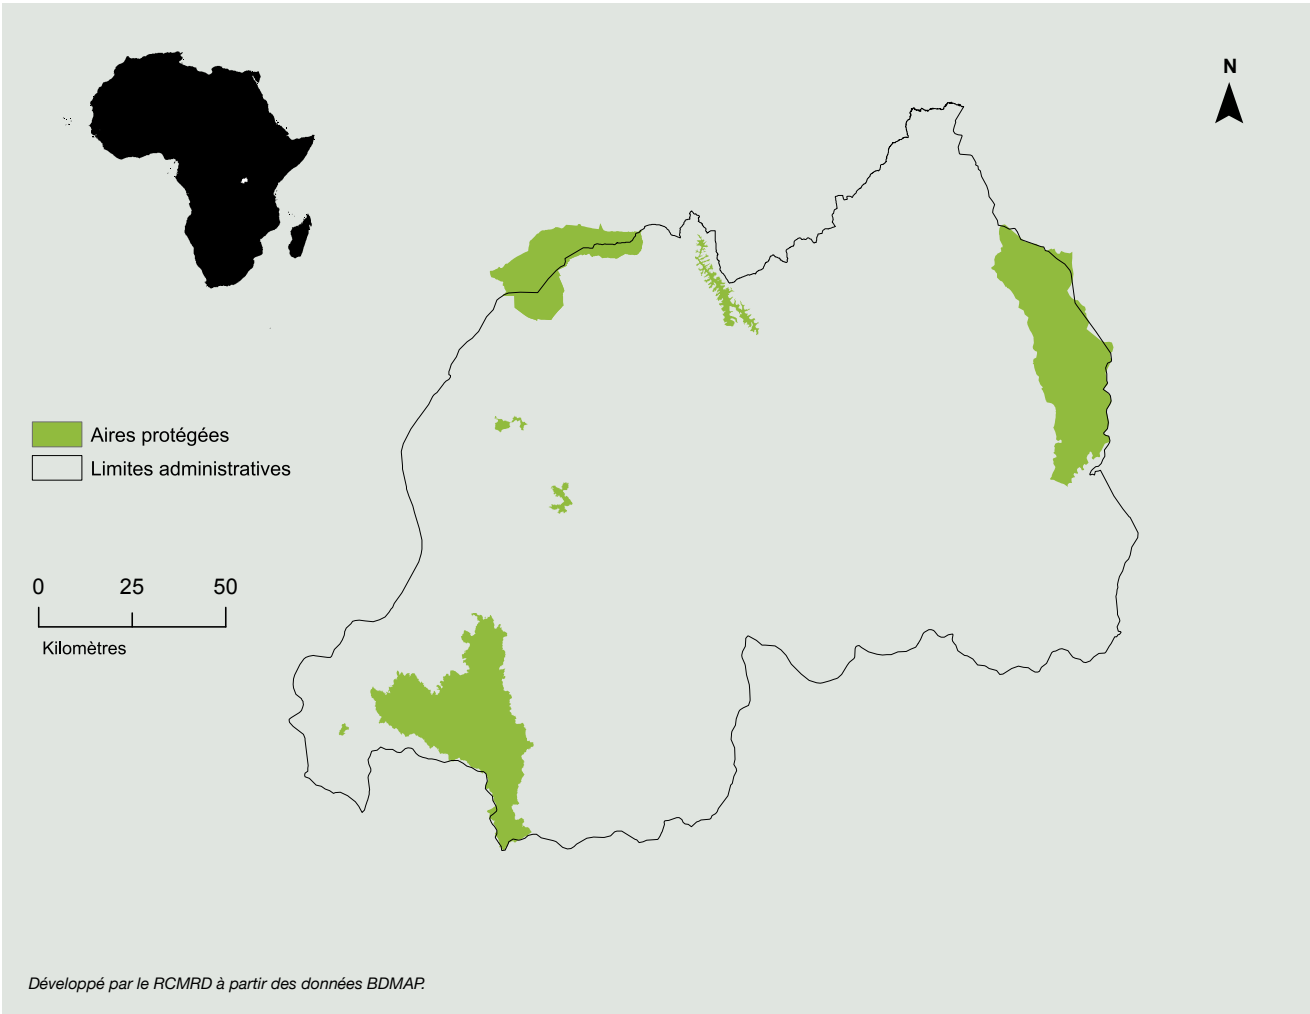 N
Aires protégées
Limites administratives
0 25 50
Kilomètres
Développé par le RCMRD à partir des données BDMAP.